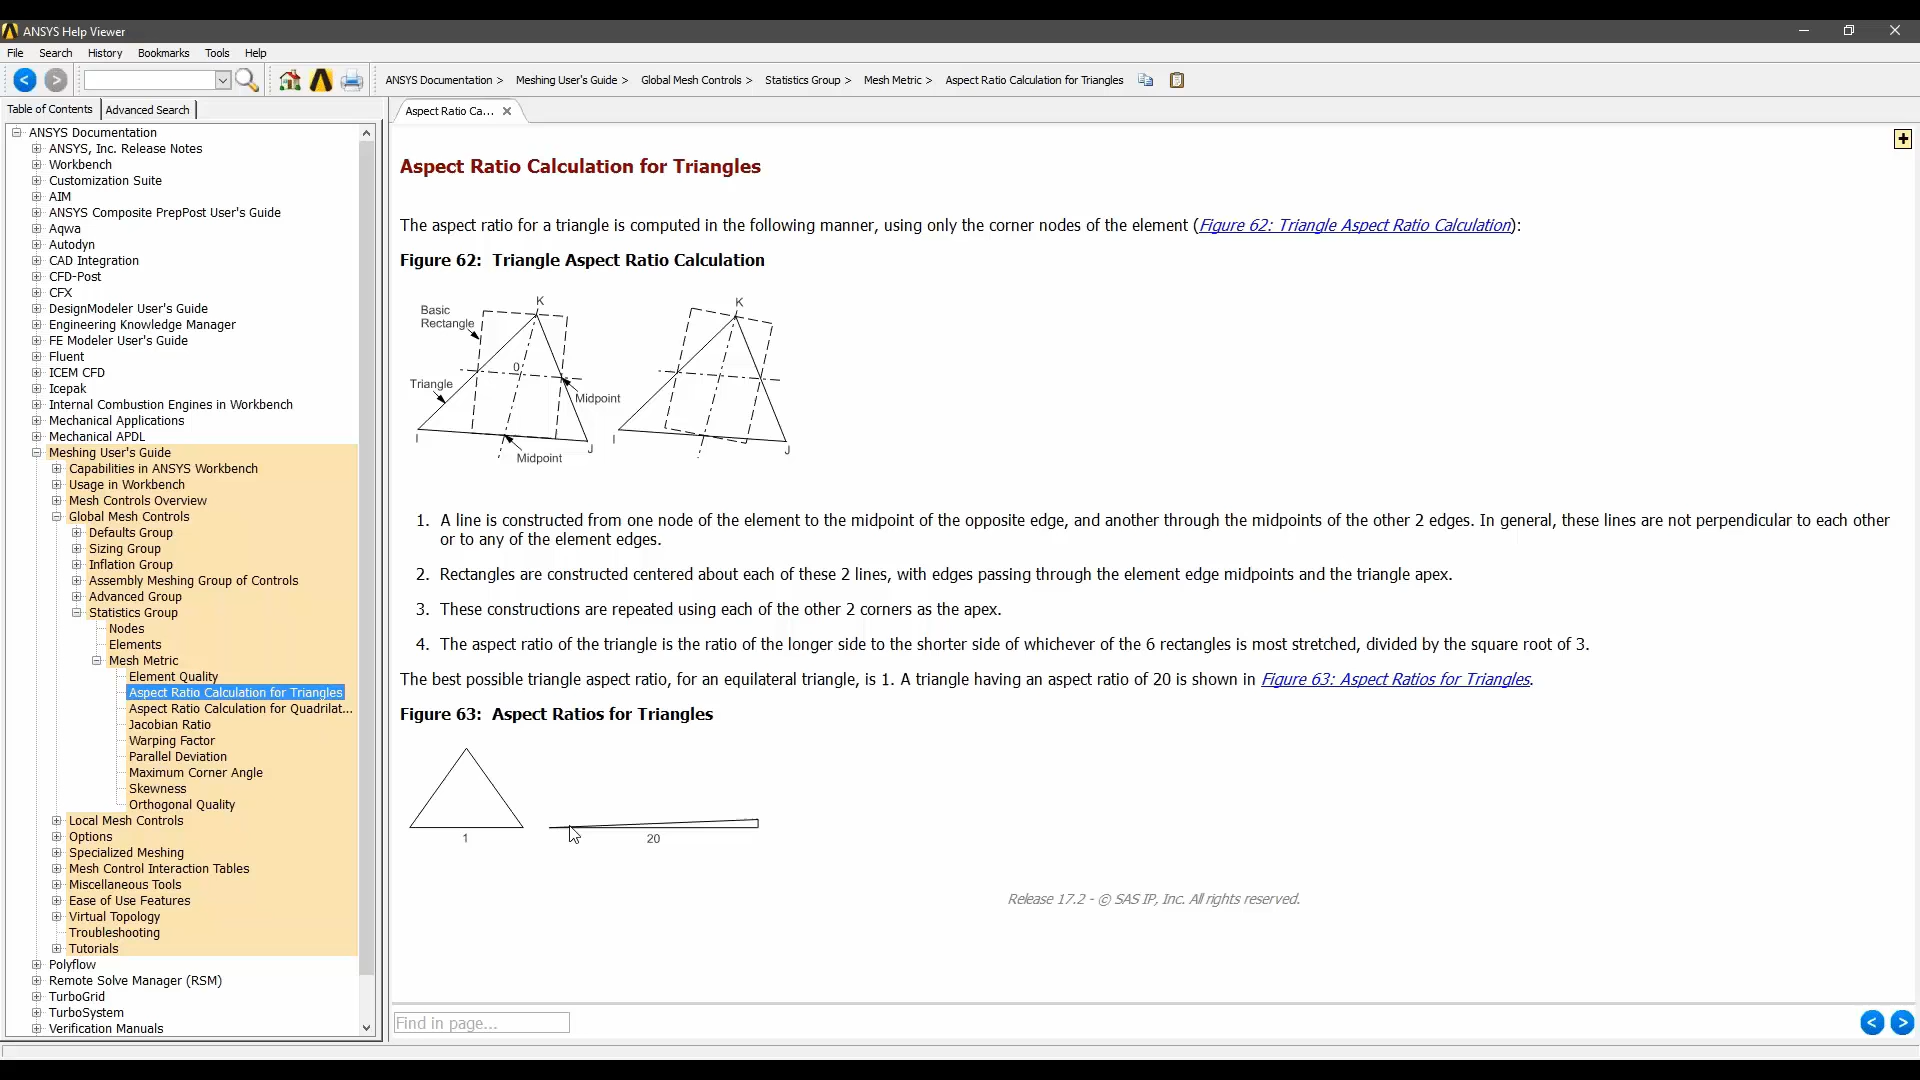 ANSYS Help Viewer
File Search History Bookmarks Tools Help
ANSYS Documentation > Meshing User's Guide > Global Mesh Controls > Statistics Group > Mesh Metric > Aspect Ratio Calculation for Triangles
Table of Contents Advanced Search
ANSYS Documentation
ANSYS, Inc. Release Notes
Workbench
Customization Suite
AIM
ANSYS Composite PrepPost User's Guide
Aqwa
Autodyn
CAD Integration
CFD-Post
CFX
DesignModeler User's Guide
Engineering Knowledge Manager
FE Modeler User's Guide
Fluent
ICEM CFD
Icepak
Internal Combustion Engines in Workbench
Mechanical Applications
Mechanical APDL
Meshing User's Guide
Capabilities in ANSYS Workbench
Usage in Workbench
Mesh Controls Overview
Global Mesh Controls
Defaults Group
Sizing Group
Inflation Group
Assembly Meshing Group of Controls
Advanced Group
Statistics Group
Nodes
Elements
Mesh Metric
Element Quality
Aspect Ratio Calculation for Triangles
Aspect Ratio Calculation for Quadrilat...
Jacobian Ratio
Warping Factor
Parallel Deviation
Maximum Corner Angle
Skewness
Orthogonal Quality
Local Mesh Controls
Options
Specialized Meshing
Mesh Control Interaction Tables
Miscellaneous Tools
Ease of Use Features
Virtual Topology
Troubleshooting
Tutorials
Polyflow
Remote Solve Manager (RSM)
TurboGrid
TurboSystem
Verification Manuals
Aspect Ratio Ca...
Aspect Ratio Calculation for Triangles
The aspect ratio for a triangle is computed in the following manner, using only the corner nodes of the element (Figure 62: Triangle Aspect Ratio Calculation):
Figure 62: Triangle Aspect Ratio Calculation
K
Basic
Rectangle
0
Triangle
Midpoint
I
J
Midpoint
K
I
J
1. A line is constructed from one node of the element to the midpoint of the opposite edge, and another through the midpoints of the other 2 edges. In general, these lines are not perpendicular to each other
or to any of the element edges.
2. Rectangles are constructed centered about each of these 2 lines, with edges passing through the element edge midpoints and the triangle apex.
3. These constructions are repeated using each of the other 2 corners as the apex.
4. The aspect ratio of the triangle is the ratio of the longer side to the shorter side of whichever of the 6 rectangles is most stretched, divided by the square root of 3.
The best possible triangle aspect ratio, for an equilateral triangle, is 1. A triangle having an aspect ratio of 20 is shown in Figure 63: Aspect Ratios for Triangles.
Figure 63: Aspect Ratios for Triangles
1
20
Release 17.2 - © SAS IP, Inc. All rights reserved.
Find in page...